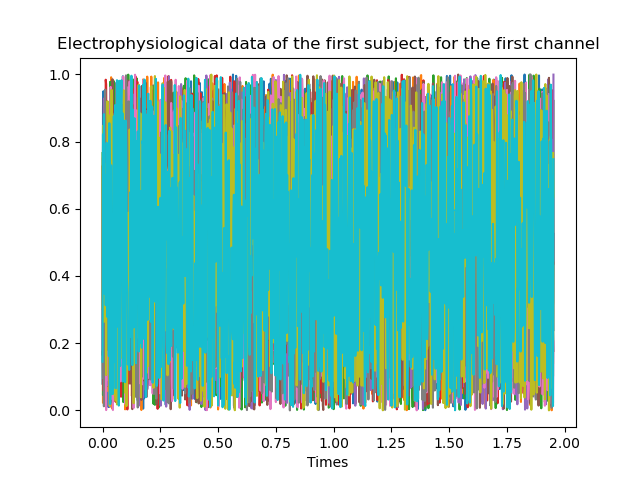 Electrophysiological data of the first subject, for the first channel
1.0
0.8
0.6
0.4
0.2
0.0
0.00 0.25 0.50 0.75 1.00 1.25 1.50 1.75 2.00
Times